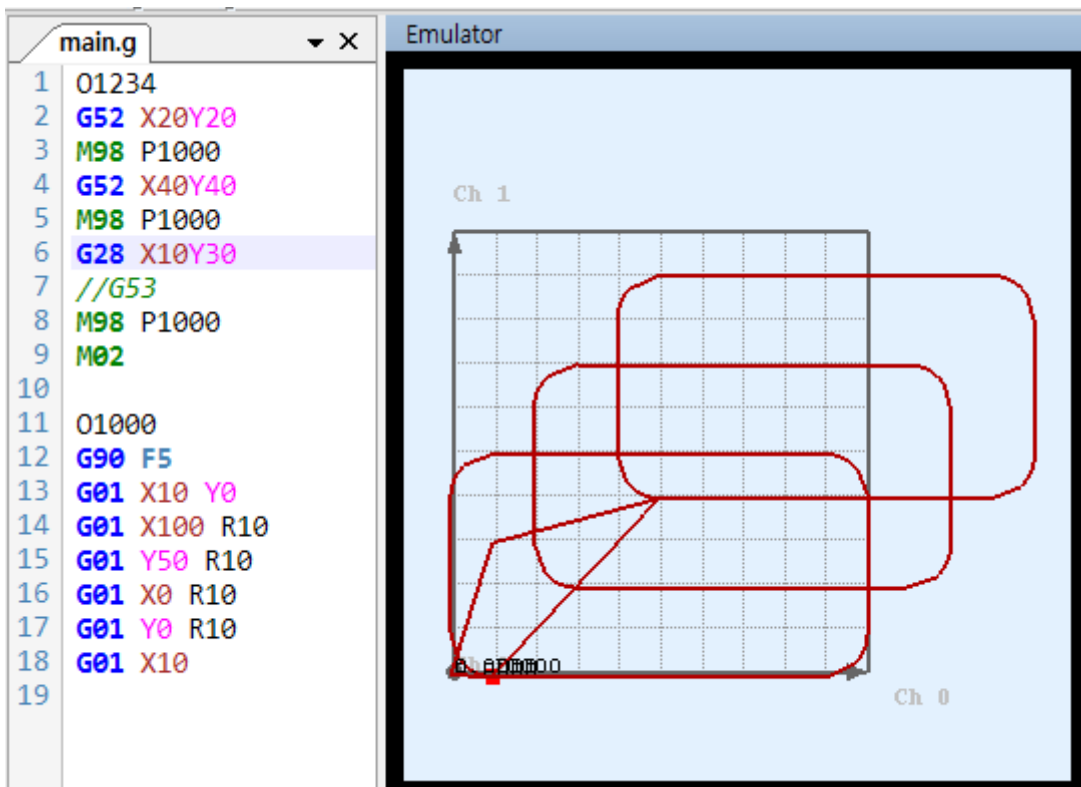 main.g
Emulator
1 O1234
2 G52 X20Y20
3 M98 P1000
4 G52 X40Y40
5 M98 P1000
6 G28 X10Y30
7 //G53
8 M98 P1000
9 M02
10
11 O1000
12 G90 F5
13 G01 X10 Y0
14 G01 X100 R10
15 G01 Y50 R10
16 G01 X0 R10
17 G01 Y0 R10
18 G01 X10
19
Ch 1
Ch 0